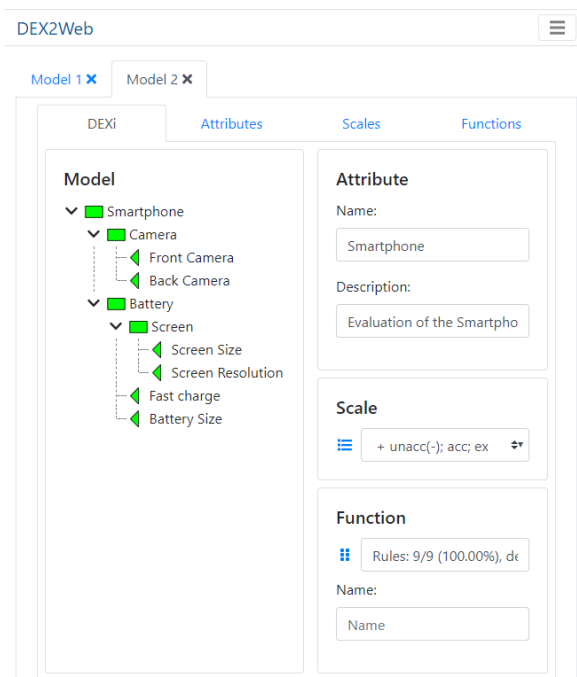 DEX2Web
Model 1 Model 2
DEXi Attributes Scales Functions
Model
Smartphone
Camera
Front Camera
Back Camera
Battery
Screen
Screen Size
Screen Resolution
Fast charge
Battery Size
Attribute
Name:
Smartphone
Description:
Evaluation of the Smartpho
Scale
+ unacc(-); acc; ex
Function
Rules: 9/9 (100.00%), de
Name:
Name